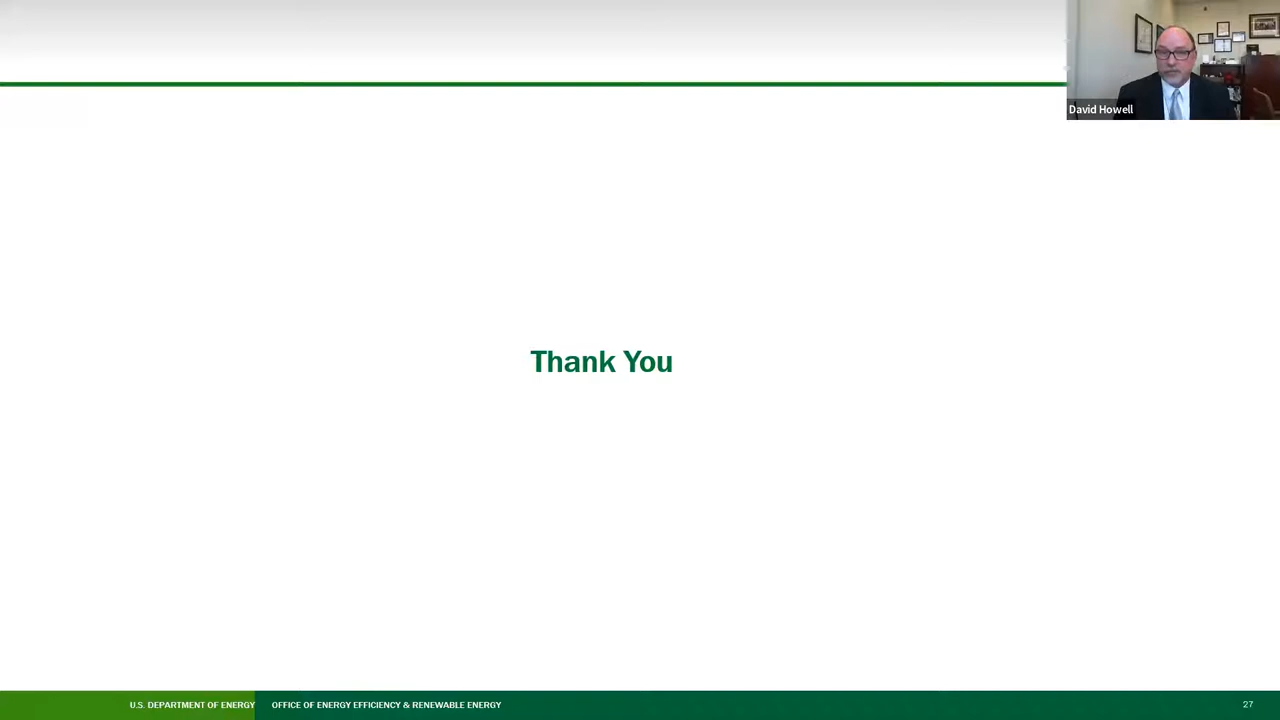 David Howell
Thank You
U.S. DEPARTMENT OF ENERGY OFFICE OF ENERGY EFFICIENCY & RENEWABLE ENERGY 27